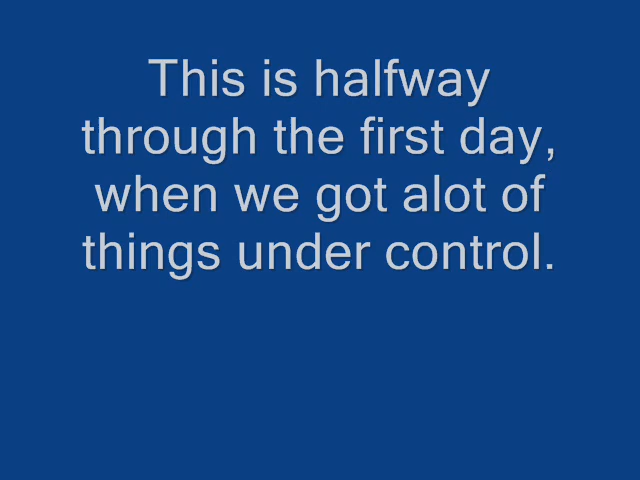 This is halfway
through the first day,
when we got alot of
things under control.